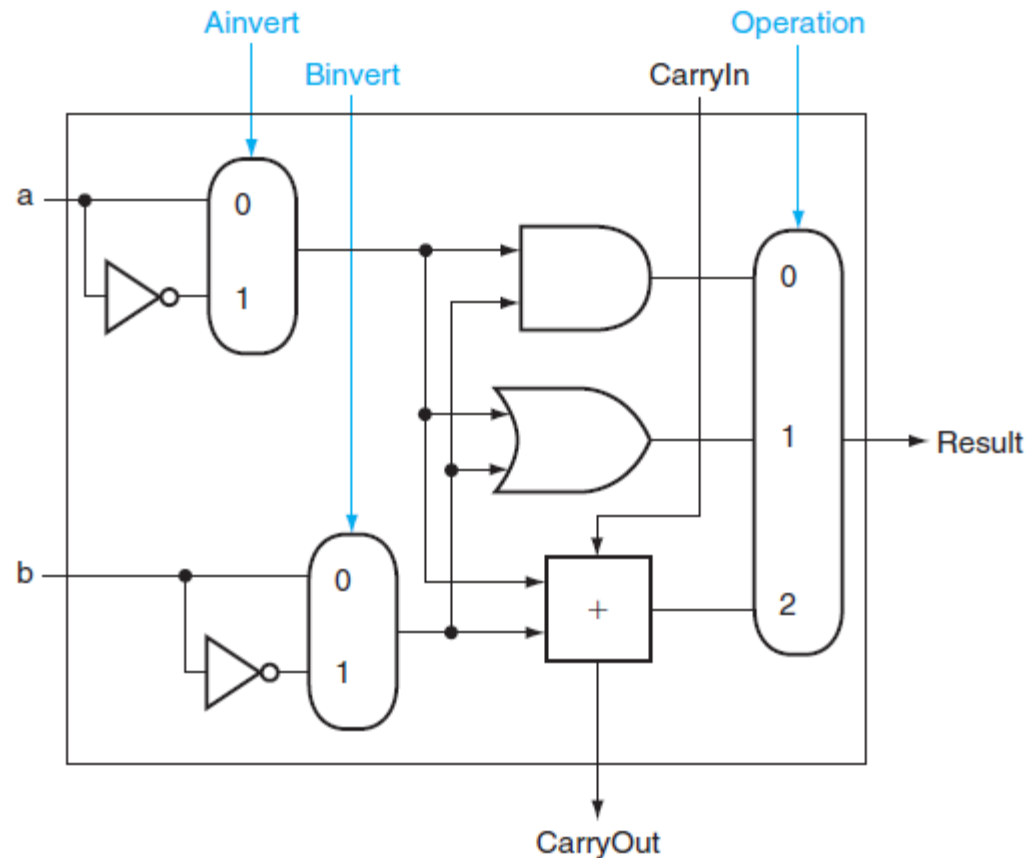 Ainvert
Operation
Binvert
CarryIn
a
0
1
0
1
Result
b
0
1
+
2
CarryOut